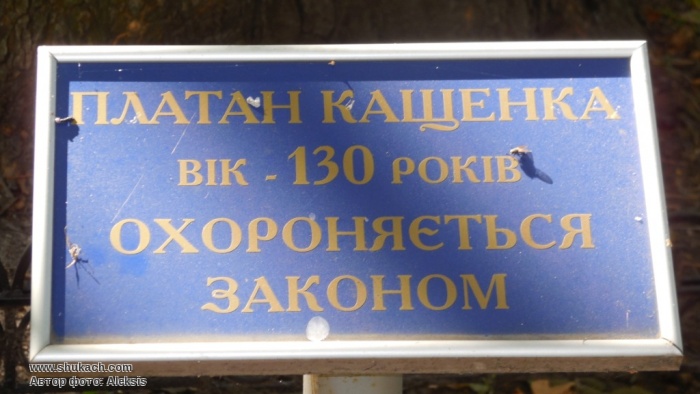 ПЛАТАН КАЩЕНКА
ВІК - 130 РОКІВ
ОХОРОНЯЄТЬСЯ
ЗАКОНОМ
www.shukach.com
Автор фото: Aleksis